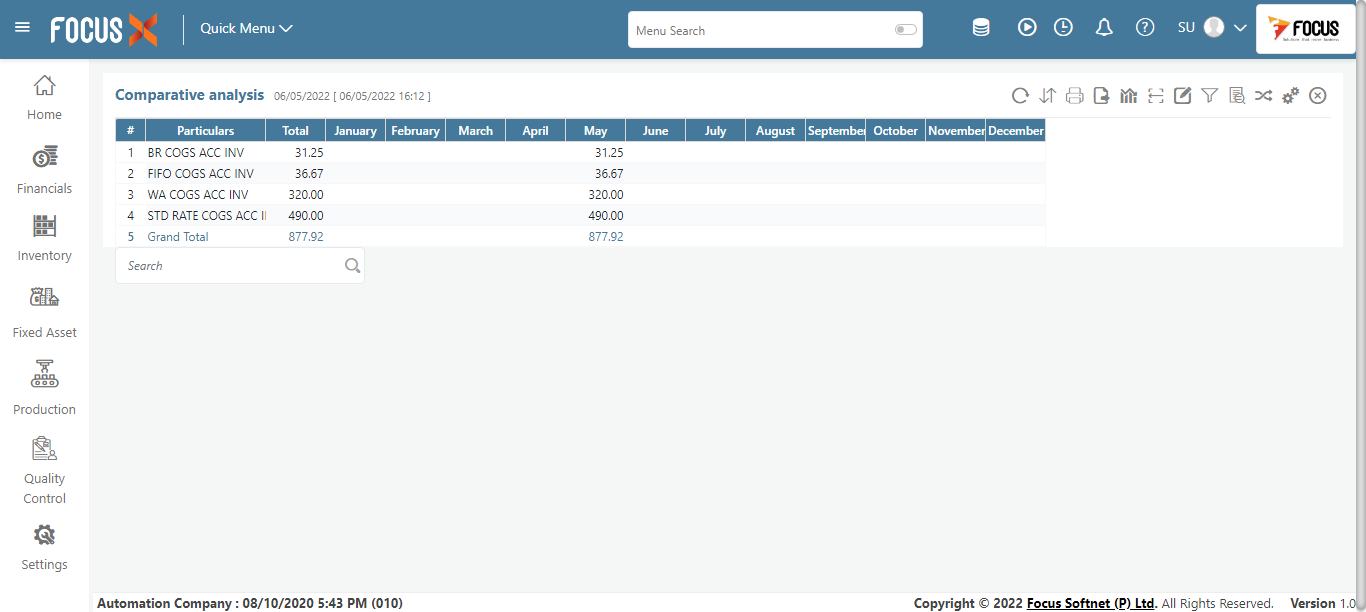 FOCUS X Quick Menu Menu Search SU FOCUS
Home
Financials
Inventory
Fixed Asset
Production
Quality
Control
Settings
Comparative analysis 06/05/2022 [ 06/05/2022 16:12 ]
# Particulars Total January February March April May June July August September October November December
1 BR COGS ACC INV 31.25 31.25
2 FIFO COGS ACC INV 36.67 36.67
3 WA COGS ACC INV 320.00 320.00
4 STD RATE COGS ACC 490.00 490.00
5 Grand Total 877.92 877.92
Search
Automation Company : 08/10/2020 5:43 PM (010) Copyright © 2022 Focus Softnet (P) Ltd. All Rights Reserved. Version 1.0